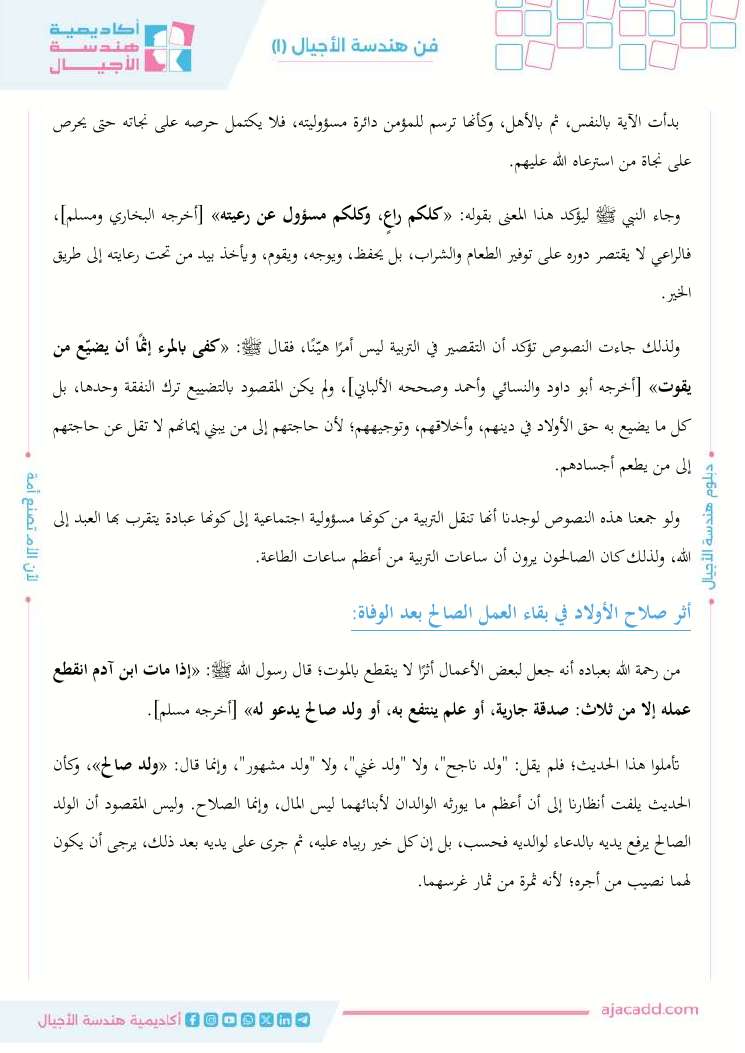 أكاديمية
هندسة
الأجيال
فن هندسة الأجيال (١)
بدأت الآية بالنفس، ثم بالأهل، وكأنها ترسم للمؤمن دائرة مسؤوليته، فلا يكتمل حرصه على نجاته حتى يحرص
على نجاة من استرعاه الله عليهم.
وجاء النبي ﷺ ليؤكد هذا المعنى بقوله: «كلكم راعٍ، وكلكم مسؤول عن رعيته» [أخرجه البخاري ومسلم]،
فالراعي لا يقتصر دوره على توفير الطعام والشراب، بل يحفظ، ويوجه، ويقوم، ويأخذ بيد من تحت رعايته إلى طريق
الخير.
ولذلك جاءت النصوص تؤكد أن التقصير في التربية ليس أمرًا هيّنًا، فقال ﷺ: «كفى بالمرء إثمًا أن يضيّع من
يقوت» [أخرجه أبو داود والنسائي وأحمد وصححه الألباني]، ولم يكن المقصود بالتضييع ترك النفقة وحدها، بل
كل ما يضيع به حق الأولاد في دينهم، وأخلاقهم، وتوجيههم؛ لأن حاجتهم إلى من يبني إيمانهم لا تقل عن حاجتهم
إلى من يطعم أجسادهم.
ولو جمعنا هذه النصوص لوجدنا أنها تنقل التربية من كونها مسؤولية اجتماعية إلى كونها عبادة يتقرب بها العبد إلى
الله، ولذلك كان الصالحون يرون أن ساعات التربية من أعظم ساعات الطاعة.
أثر صلاح الأولاد في بقاء العمل الصالح بعد الوفاة:
من رحمة الله بعباده أنه جعل لبعض الأعمال أثرًا لا ينقطع بالموت؛ قال رسول الله ﷺ: «إذا مات ابن آدم انقطع
عمله إلا من ثلاث: صدقة جارية، أو علم ينتفع به، أو ولد صالح يدعو له» [أخرجه مسلم].
تأملوا هذا الحديث؛ فلم يقل: "ولد ناجح"، ولا "ولد غني"، ولا "ولد مشهور"، وإنما قال: «ولد صالح»، وكأن
الحديث يلفت أنظارنا إلى أن أعظم ما يورثه الوالدان لأبنائهما ليس المال، وإنما الصلاح. وليس المقصود أن الولد
الصالح يرفع يديه بالدعاء لوالديه فحسب، بل إن كل خير ربياه عليه، ثم جرى على يديه بعد ذلك، يرجى أن يكون
لهما نصيب من أجره؛ لأنه ثمرة من ثمار غرسهما.
دبلوم هندسة الأجيال
لأن الأم تصنع أمة
أكاديمية هندسة الأجيال
ajacadd.com